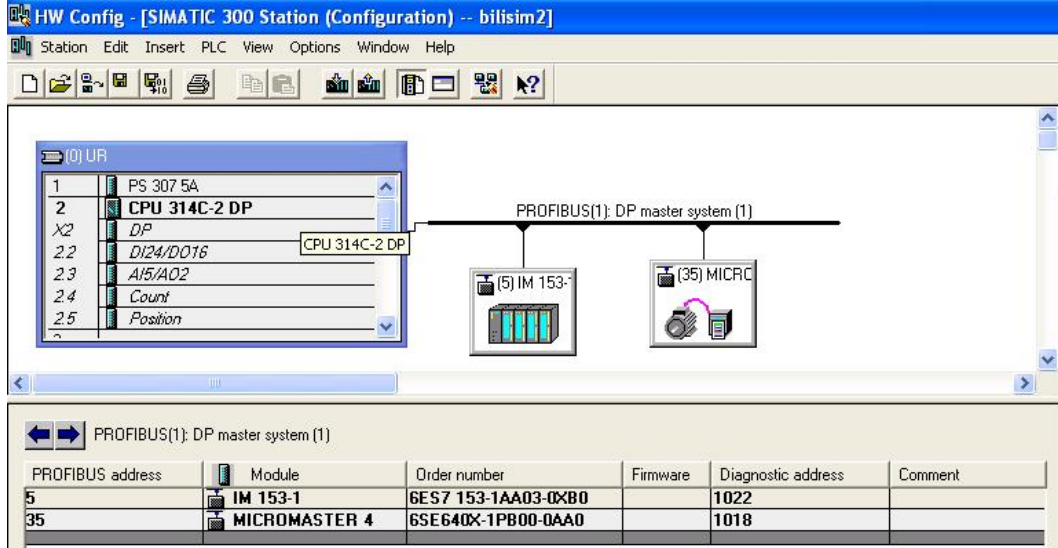 HW Config - [SIMATIC 300 Station (Configuration) -- bilisim2]
Station Edit Insert PLC View Options Window Help
(0) UR
1 PS 307 5A
2 CPU 314C-2 DP
X2 DP
2.2 DI24/DO16
2.3 AI5/AO2
2.4 Count
2.5 Position
CPU 314C-2 DP
PROFIBUS(1): DP master system (1)
(5) IM 153-1
(35) MICRO
PROFIBUS(1): DP master system (1)
PROFIBUS address Module Order number Firmware Diagnostic address Comment
5 IM 153-1 6ES7 153-1AA03-0XB0 1022
35 MICROMASTER 4 6SE640X-1PB00-0AA0 1018